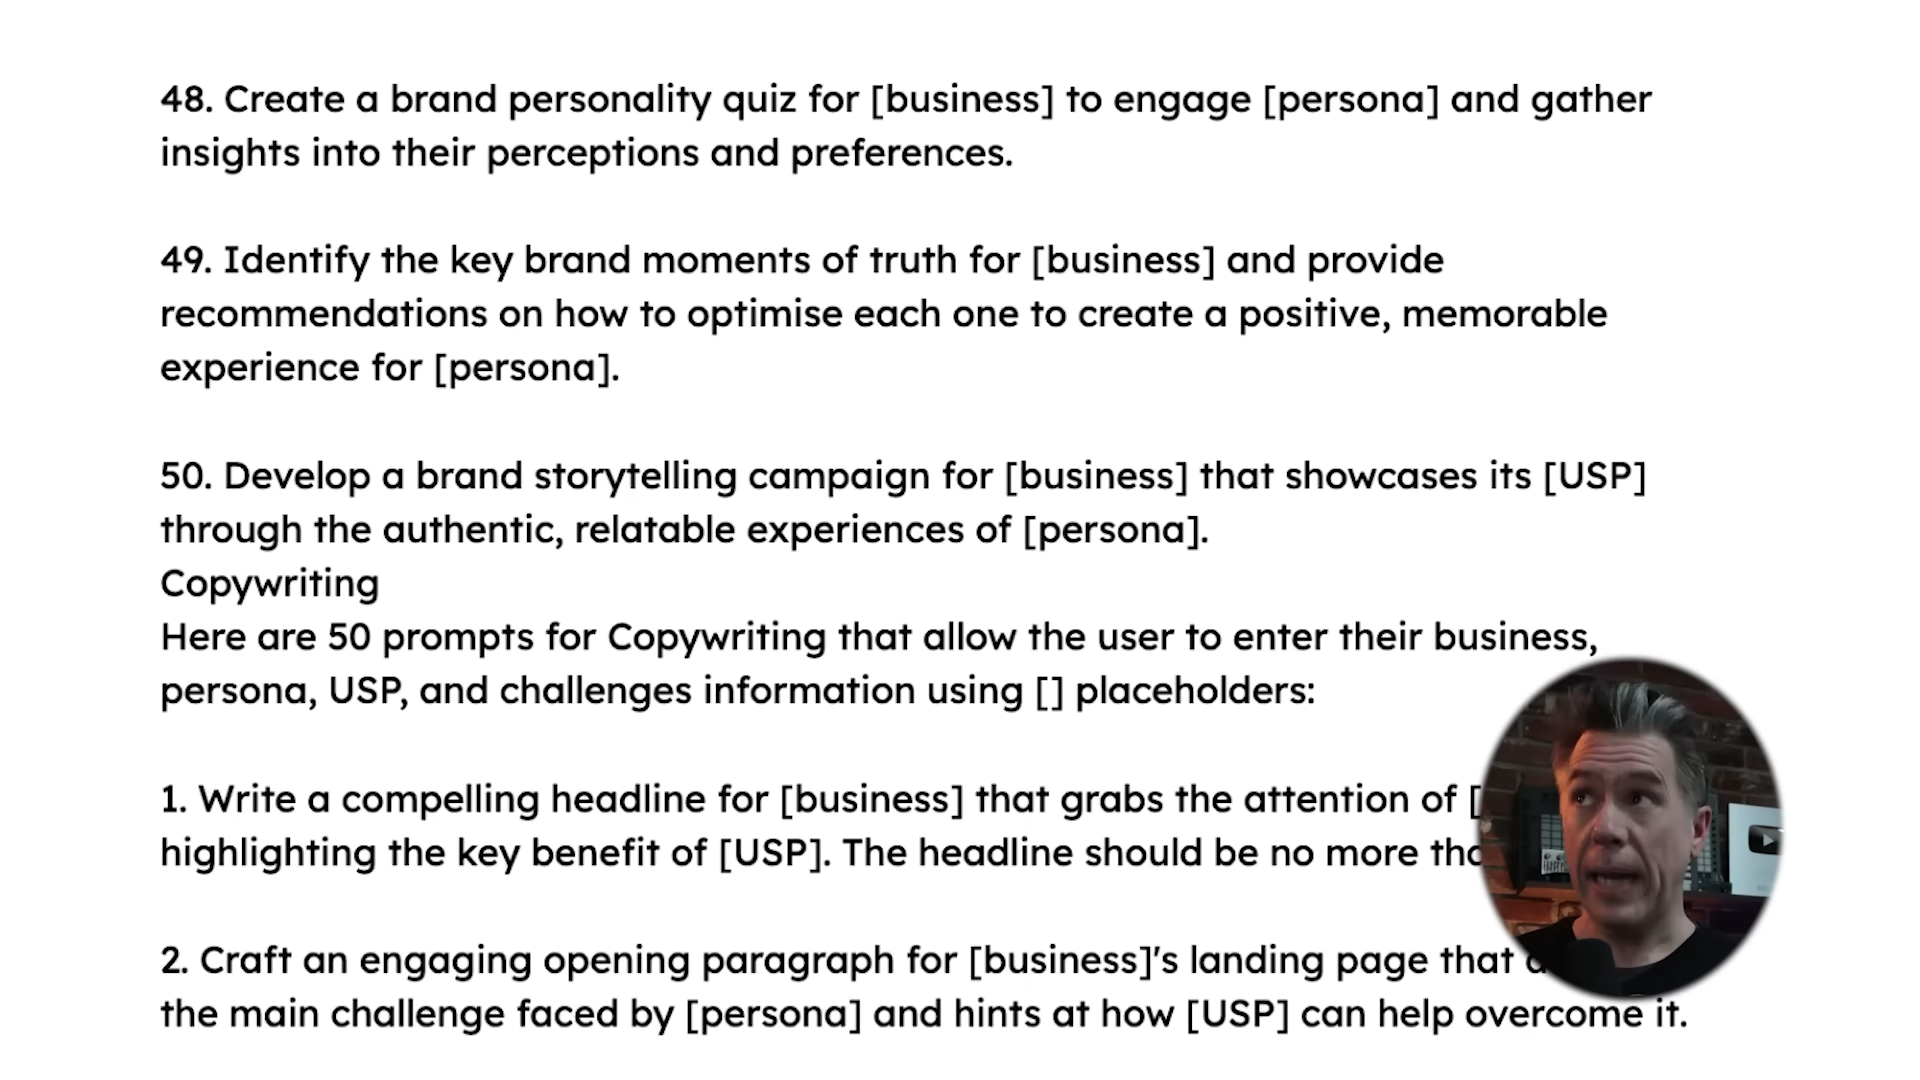 48. Create a brand personality quiz for [business] to engage [persona] and gather
insights into their perceptions and preferences.
49. Identify the key brand moments of truth for [business] and provide
recommendations on how to optimise each one to create a positive, memorable
experience for [persona].
50. Develop a brand storytelling campaign for [business] that showcases its [USP]
through the authentic, relatable experiences of [persona].
Copywriting
Here are 50 prompts for Copywriting that allow the user to enter their business,
persona, USP, and challenges information using [] placeholders:
1. Write a compelling headline for [business] that grabs the attention of [
highlighting the key benefit of [USP]. The headline should be no more
2. Craft an engaging opening paragraph for [business]'s landing page that
the main challenge faced by [persona] and hints at how [USP] can help overcome it.